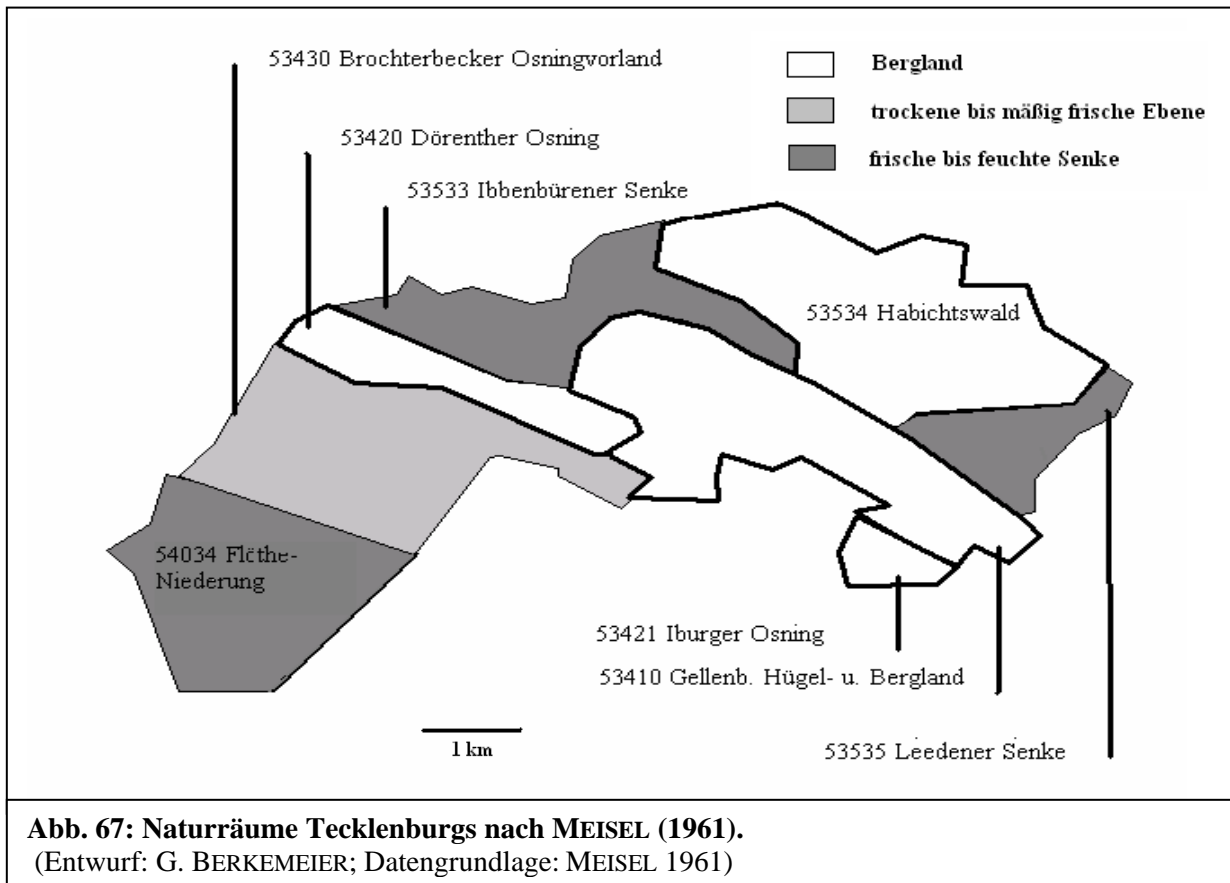 53430 Brochterbecker Osningvorland
53420 Dörenther Osning
53533 Ibbenbürener Senke
Bergland
trockene bis mäßig frische Ebene
frische bis feuchte Senke
53534 Habichtswald
54034 Flöthe-
Niederung
53421 Iburger Osning
53410 Gellenb. Hügel- u. Bergland
53535 Leedener Senke
1 km
Abb. 67: Naturräume Tecklenburgs nach MEISEL (1961).
(Entwurf: G. BERKEMEIER; Datengrundlage: MEISEL 1961)